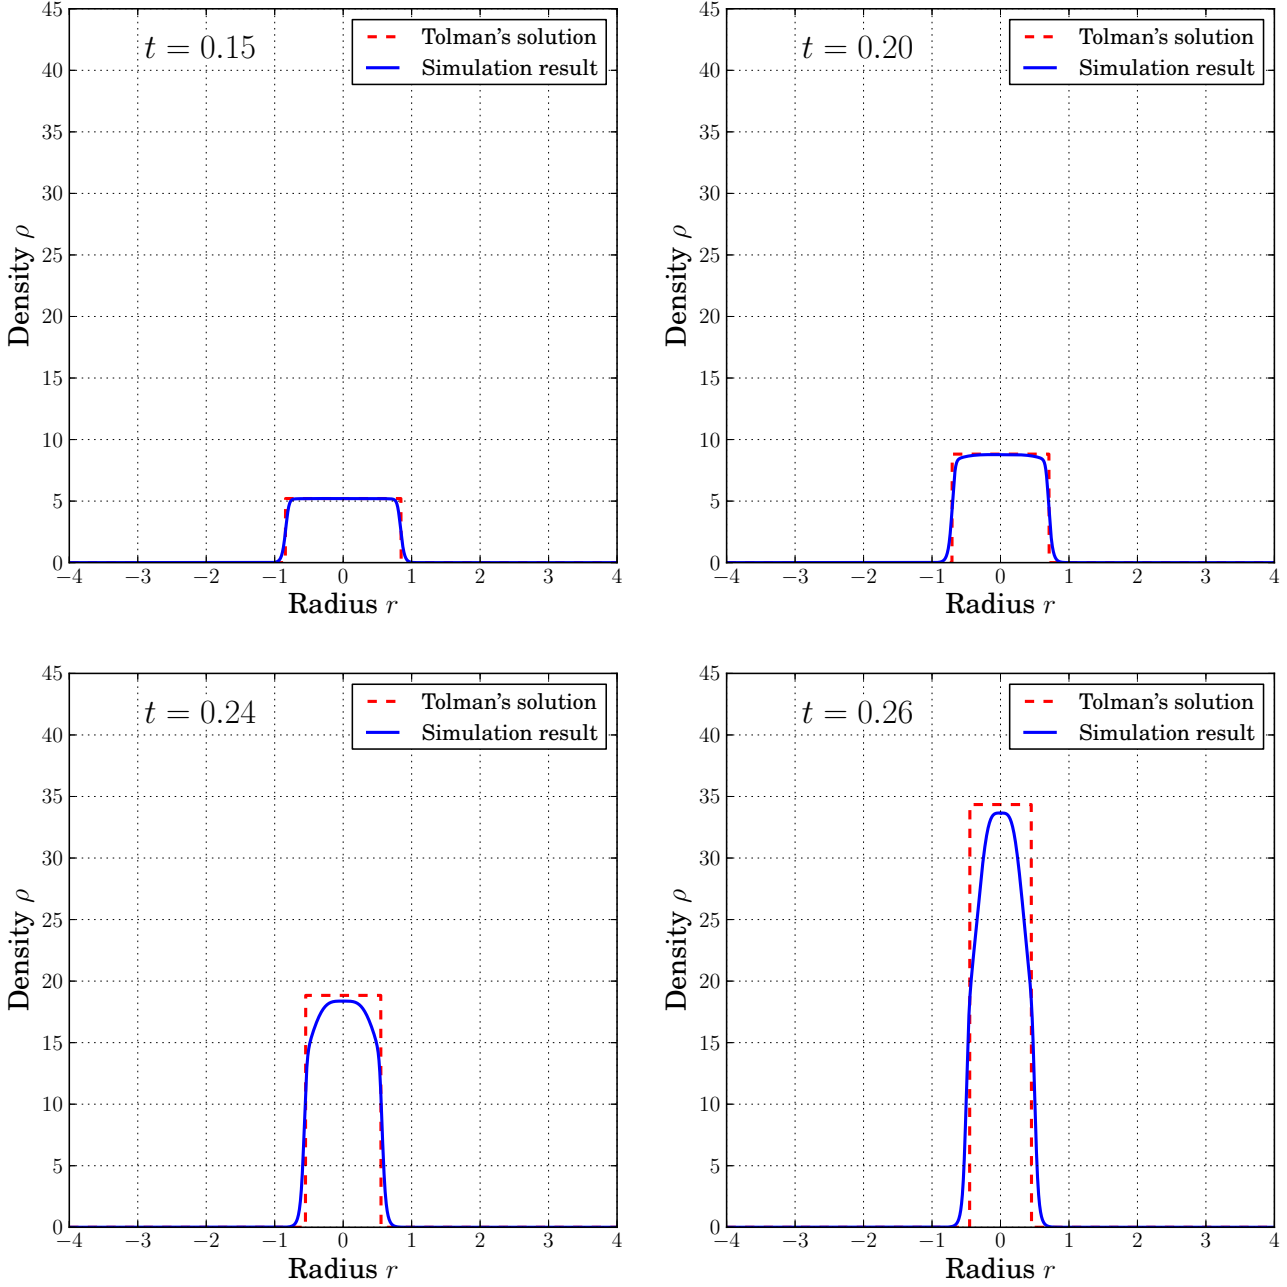 t = 0.15
Tolman's solution
Simulation result
45
40
35
30
25
20
15
10
5
0
Density ρ
−4 −3 −2 −1 0 1 2 3 4
Radius r
t = 0.20
Tolman's solution
Simulation result
45
40
35
30
25
20
15
10
5
0
Density ρ
−4 −3 −2 −1 0 1 2 3 4
Radius r
t = 0.24
Tolman's solution
Simulation result
45
40
35
30
25
20
15
10
5
0
Density ρ
−4 −3 −2 −1 0 1 2 3 4
Radius r
t = 0.26
Tolman's solution
Simulation result
45
40
35
30
25
20
15
10
5
0
Density ρ
−4 −3 −2 −1 0 1 2 3 4
Radius r